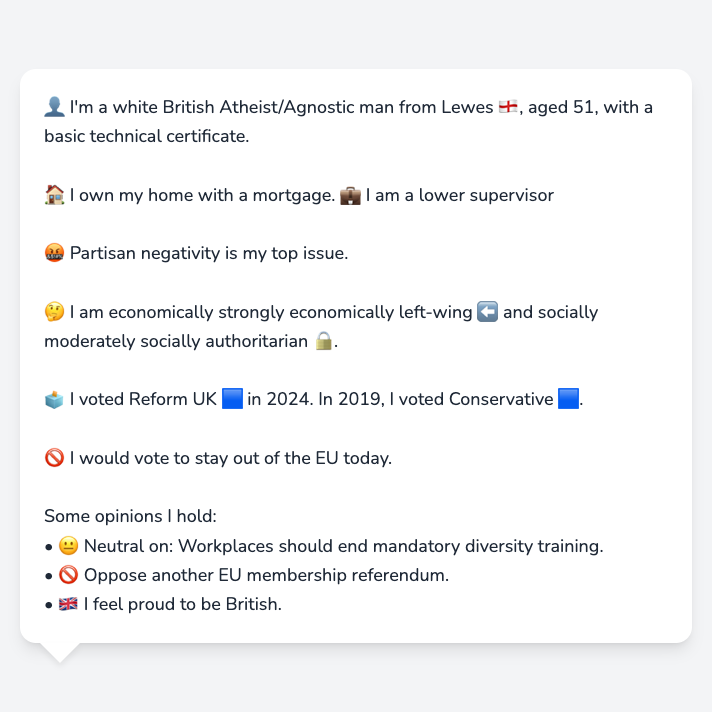 👤 I'm a white British Atheist/Agnostic man from Lewes 🏴󠁧󠁢󠁥󠁮󠁧󠁿, aged 51, with a
basic technical certificate.
🏠 I own my home with a mortgage. 💼 I am a lower supervisor
🤬 Partisan negativity is my top issue.
🤔 I am economically strongly economically left-wing ⬅️ and socially
moderately socially authoritarian 🔒.
🗳️ I voted Reform UK 🟦 in 2024. In 2019, I voted Conservative 🟦.
🚫 I would vote to stay out of the EU today.
Some opinions I hold:
• 😐 Neutral on: Workplaces should end mandatory diversity training.
• 🚫 Oppose another EU membership referendum.
• 🇬🇧 I feel proud to be British.